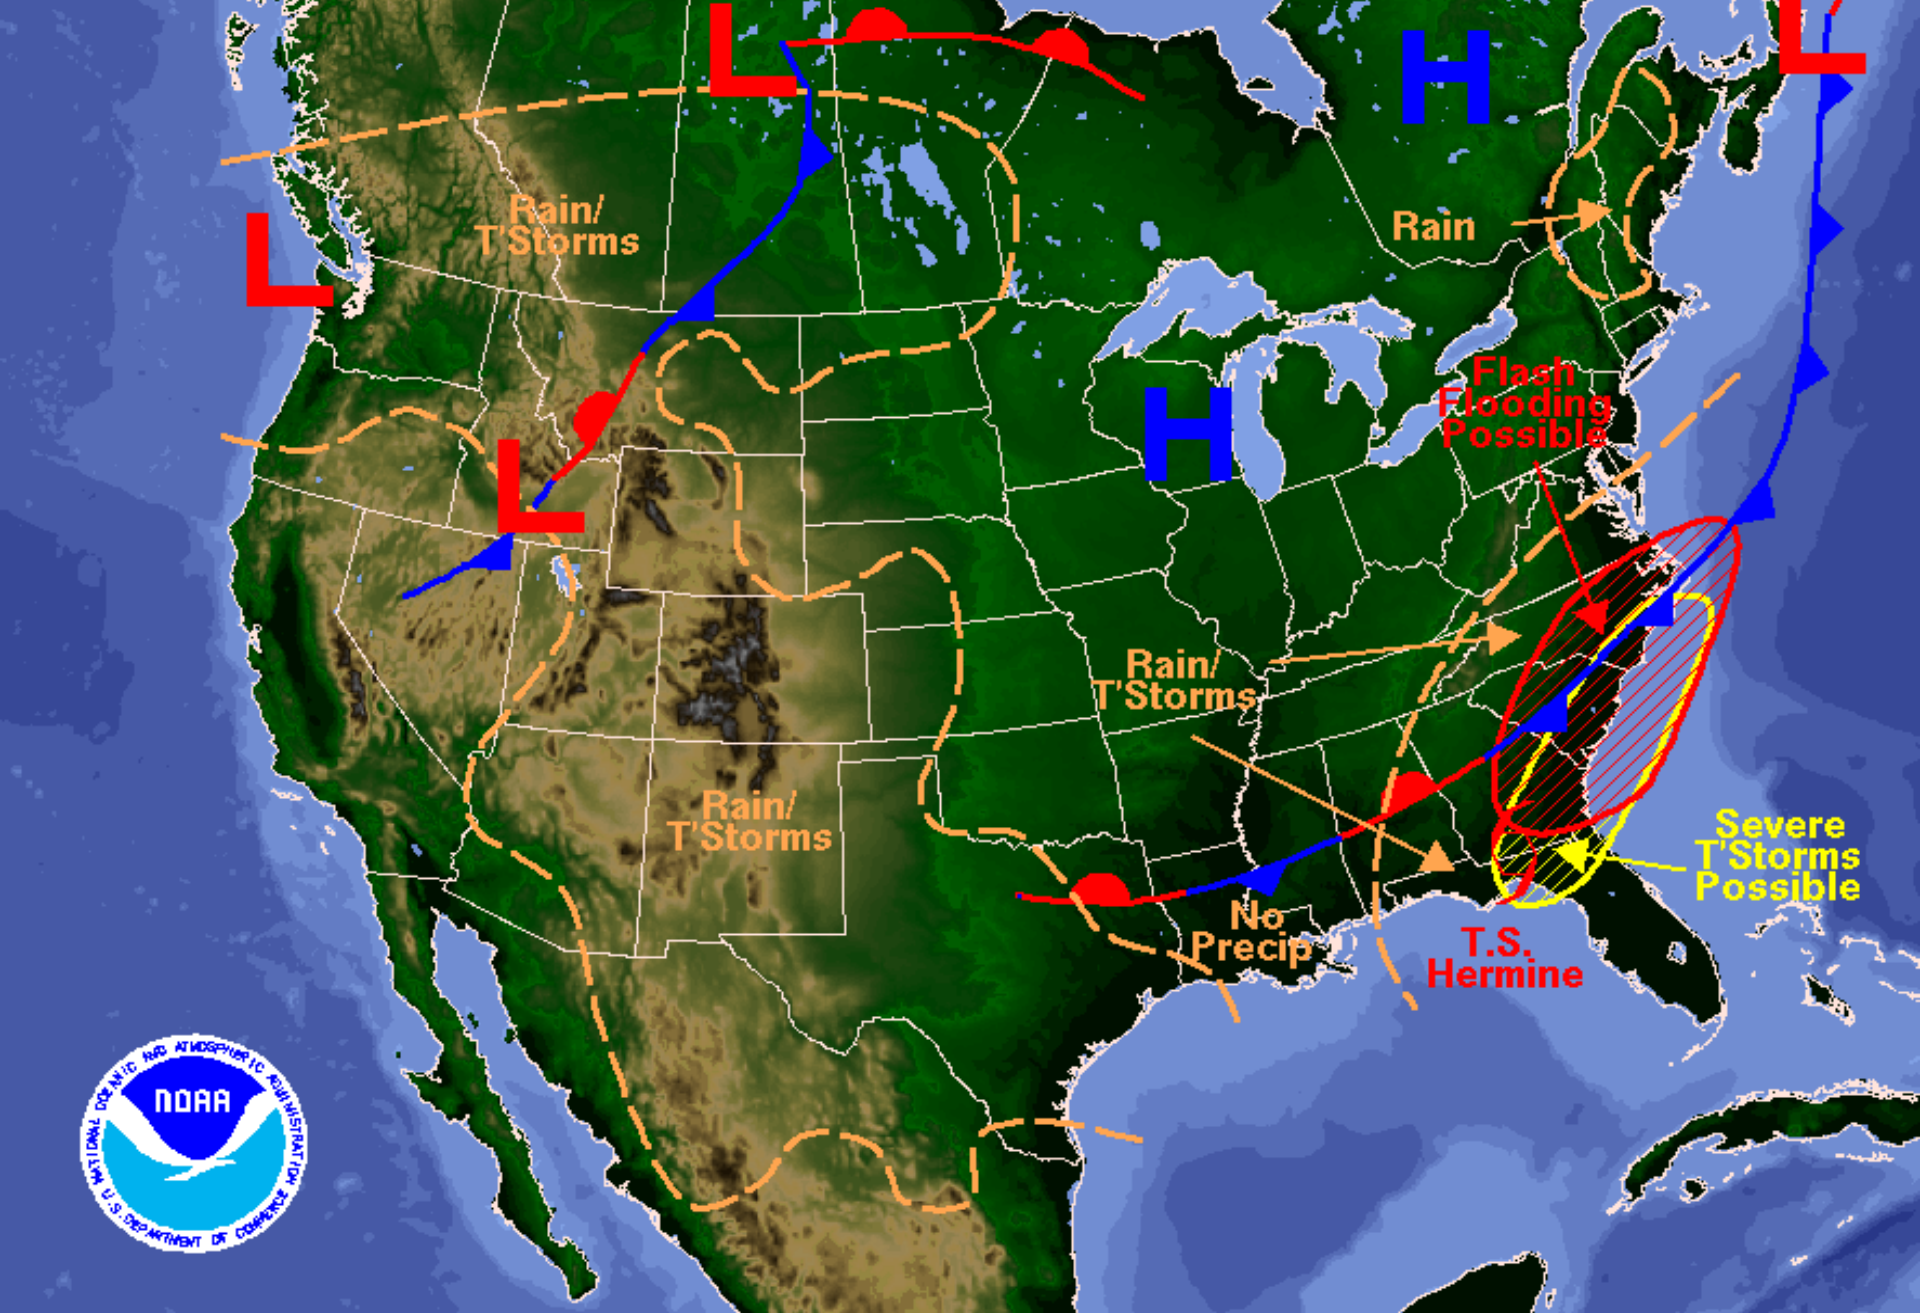 L
L
H
Rain/
T'Storms
Rain
L
Flash
Flooding
Possible
H
L
Rain/
T'Storms
Rain/
T'Storms
Severe
T'Storms
Possible
No
Precip
T.S.
Hermine
NATIONAL OCEANIC AND ATMOSPHERIC ADMINISTRATION
NOAA
U.S. DEPARTMENT OF COMMERCE